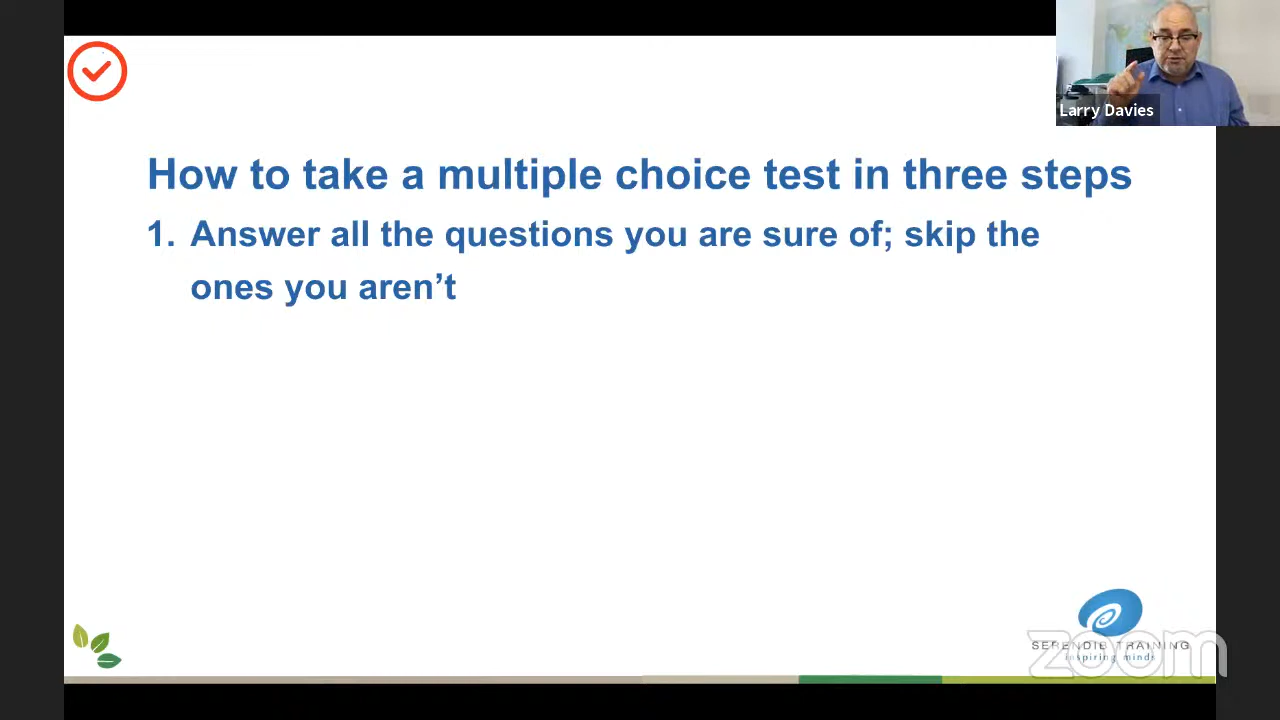 Larry Davies
How to take a multiple choice test in three steps
1. Answer all the questions you are sure of; skip the
ones you aren’t
SERENDIB TRAINING
inspiring minds
zoom